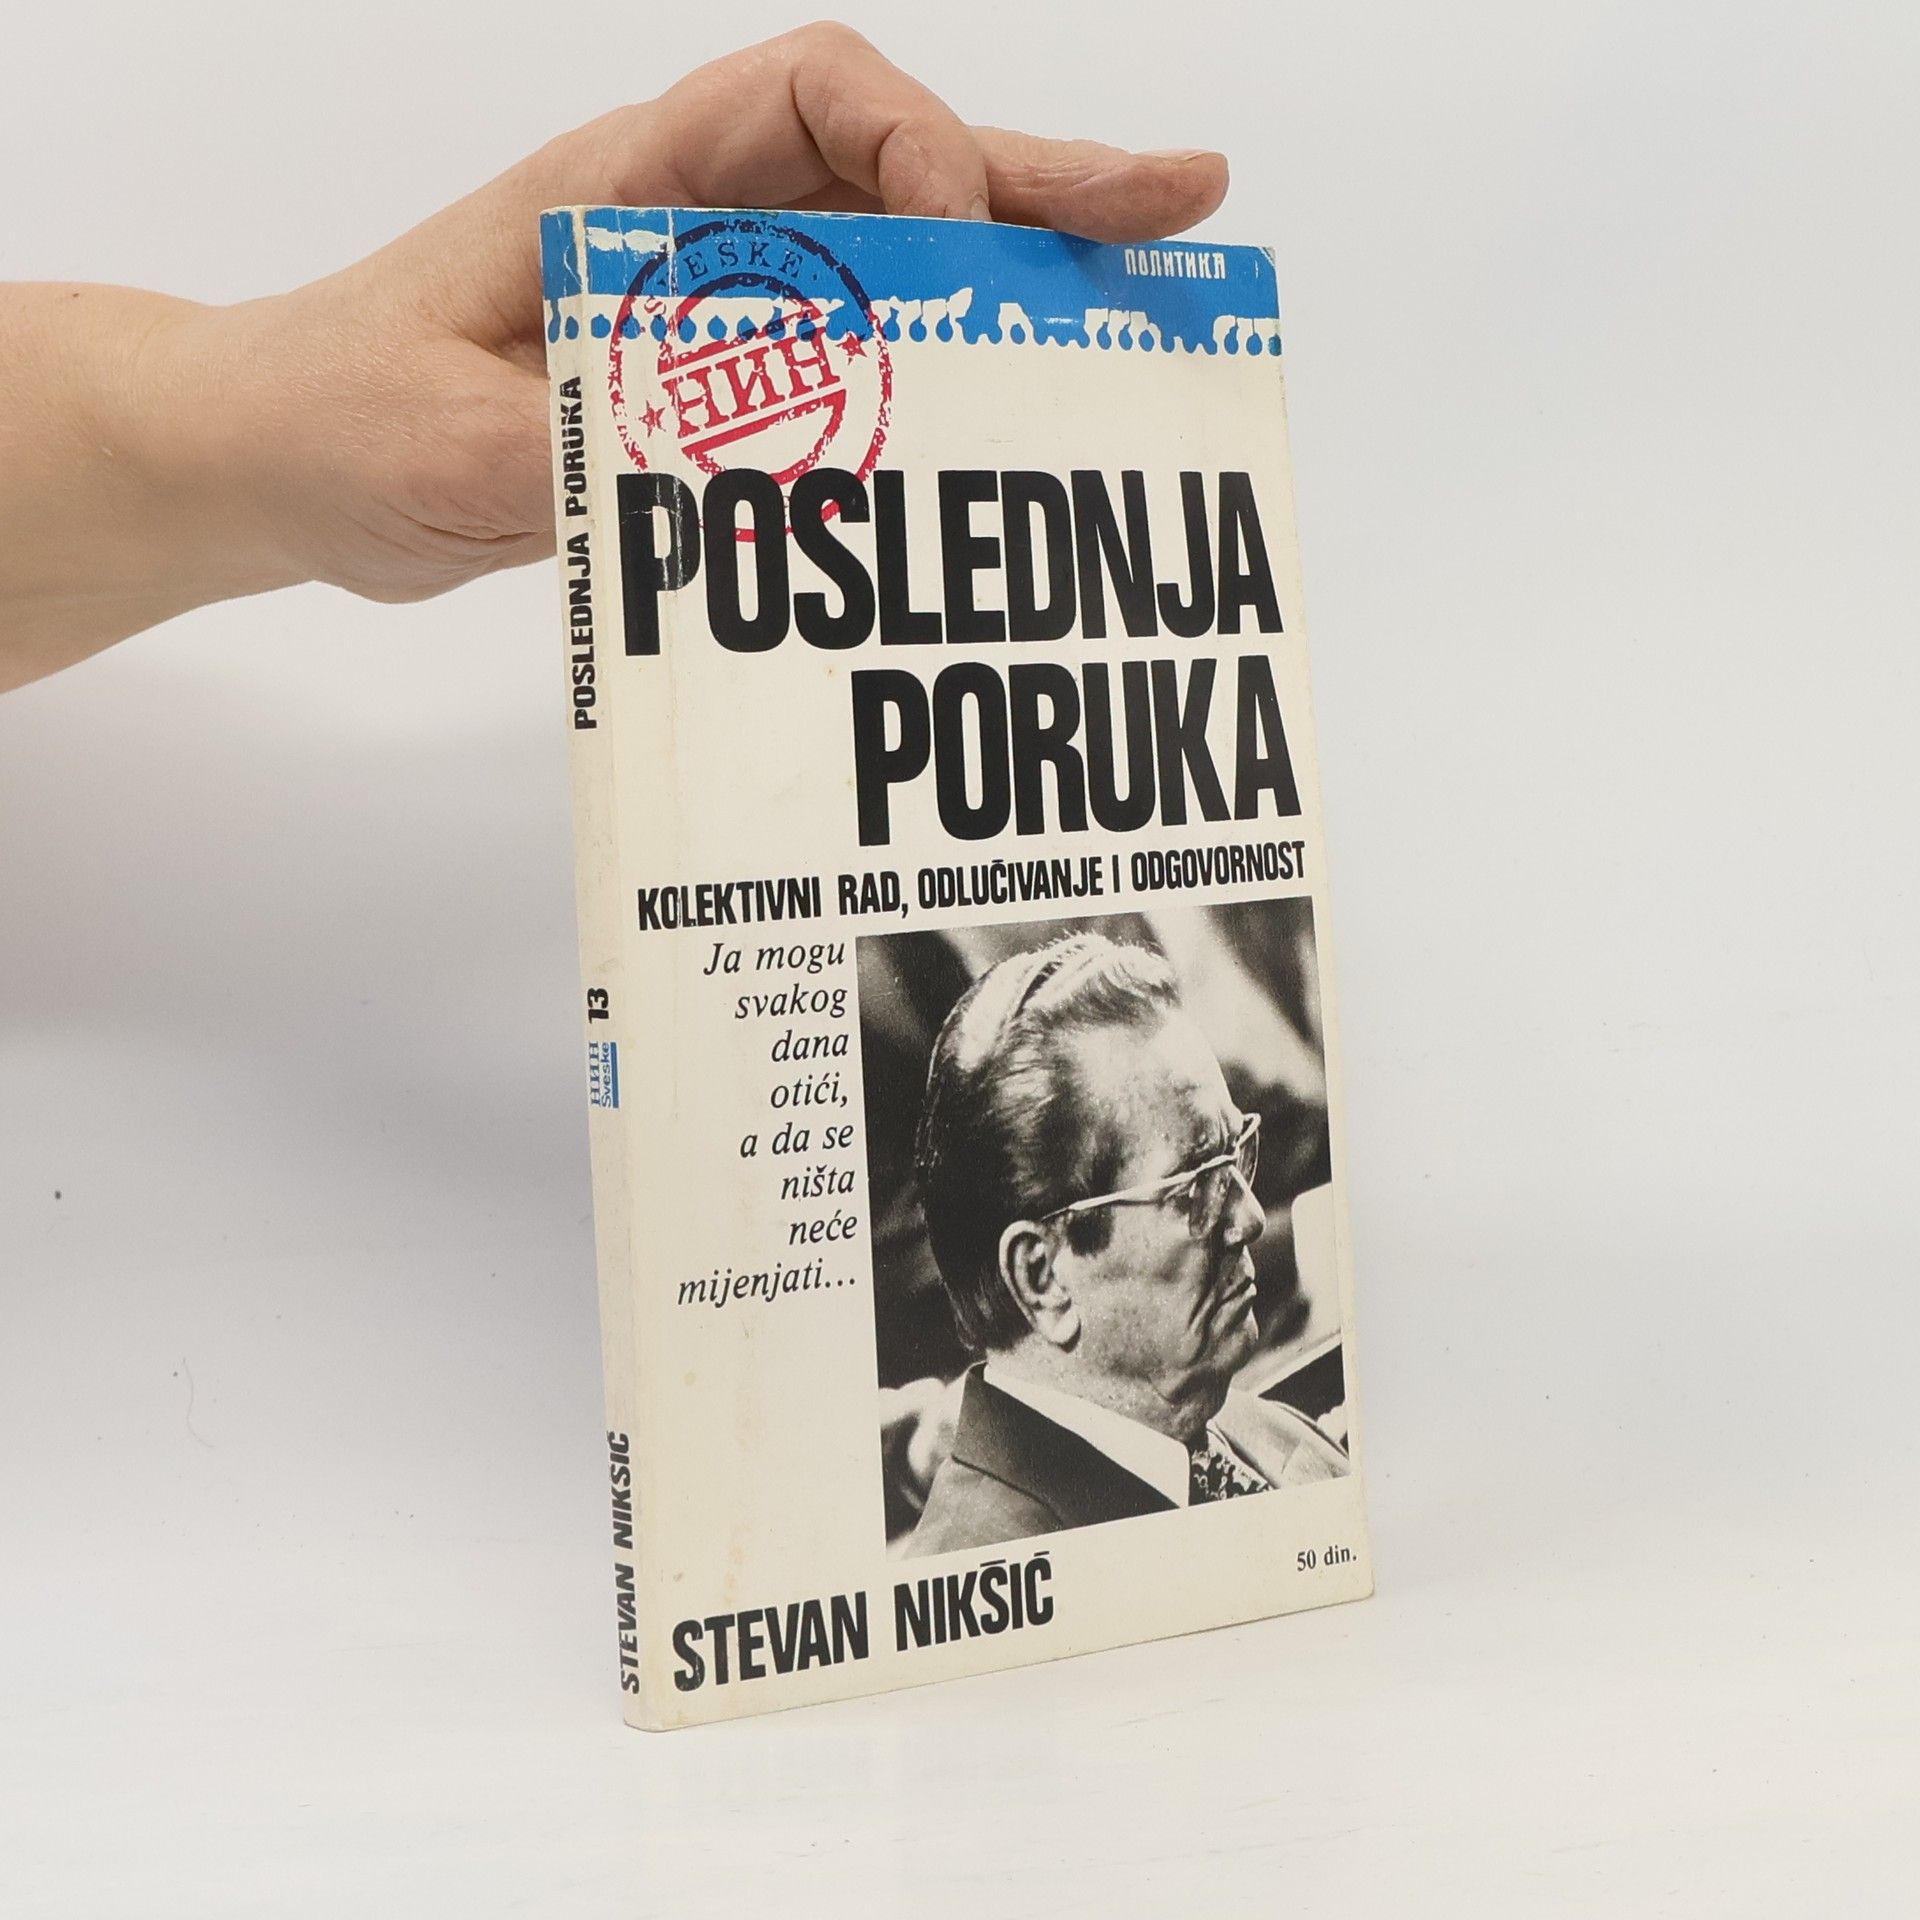 ПОЛИТИКА
SVESKE
НИН
POSLEDNJA
PORUKA
KOLEKTIVNI RAD, ODLUČIVANJE I ODGOVORNOST
Ja mogu
svakog
dana
otići,
a da se
ništa
neće
mijenjati...
50 din.
STEVAN NIKŠIĆ
POSLEDNJA PORUKA
НИН
Sveske
13
STEVAN NIKŠIĆ